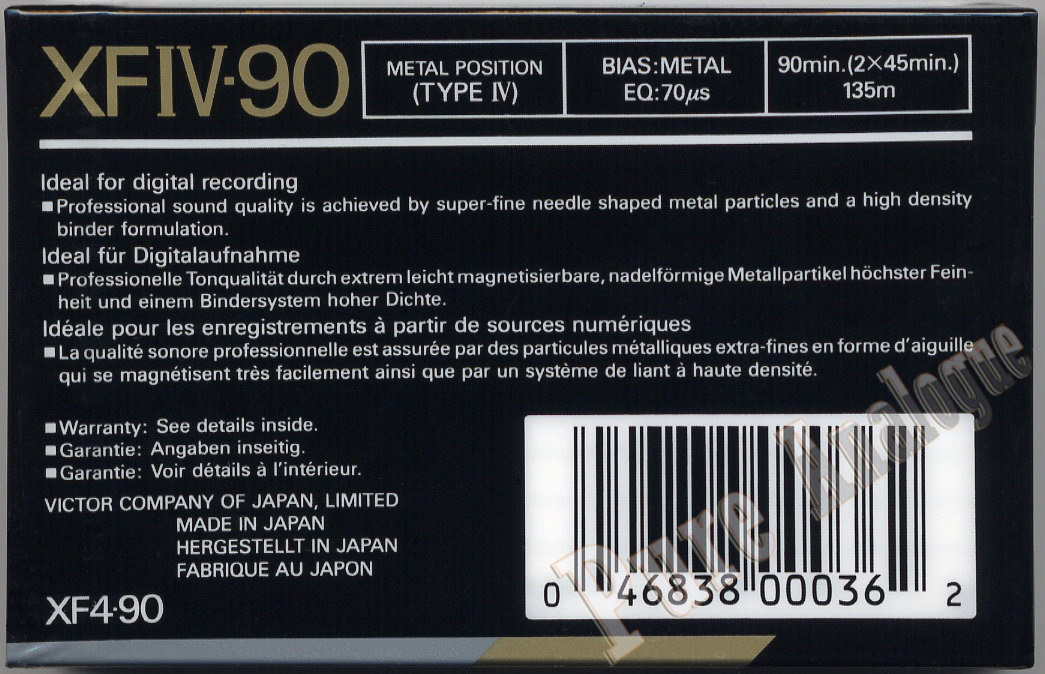 XFIV-90
METAL POSITION
(TYPE IV)
BIAS:METAL
EQ:70μs
90min.(2×45min.)
135m
Ideal for digital recording
■Professional sound quality is achieved by super-fine needle shaped metal particles and a high density
binder formulation.
Ideal für Digitalaufnahme
■Professionelle Tonqualität durch extrem leicht magnetisierbare, nadelförmige Metallpartikel höchster Fein-
heit und einem Bindersystem hoher Dichte.
Idéale pour les enregistrements à partir de sources numériques
■La qualité sonore professionnelle est assurée par des particules métalliques extra-fines en forme d'aiguille
qui se magnétisent très facilement ainsi que par un système de liant à haute densité.
■Warranty: See details inside.
■Garantie: Angaben inseitig.
■Garantie: Voir détails à l'intérieur.
VICTOR COMPANY OF JAPAN, LIMITED
MADE IN JAPAN
HERGESTELLT IN JAPAN
FABRIQUE AU JAPON
XF4-90
0 46838 00036 2
Pure Analogue